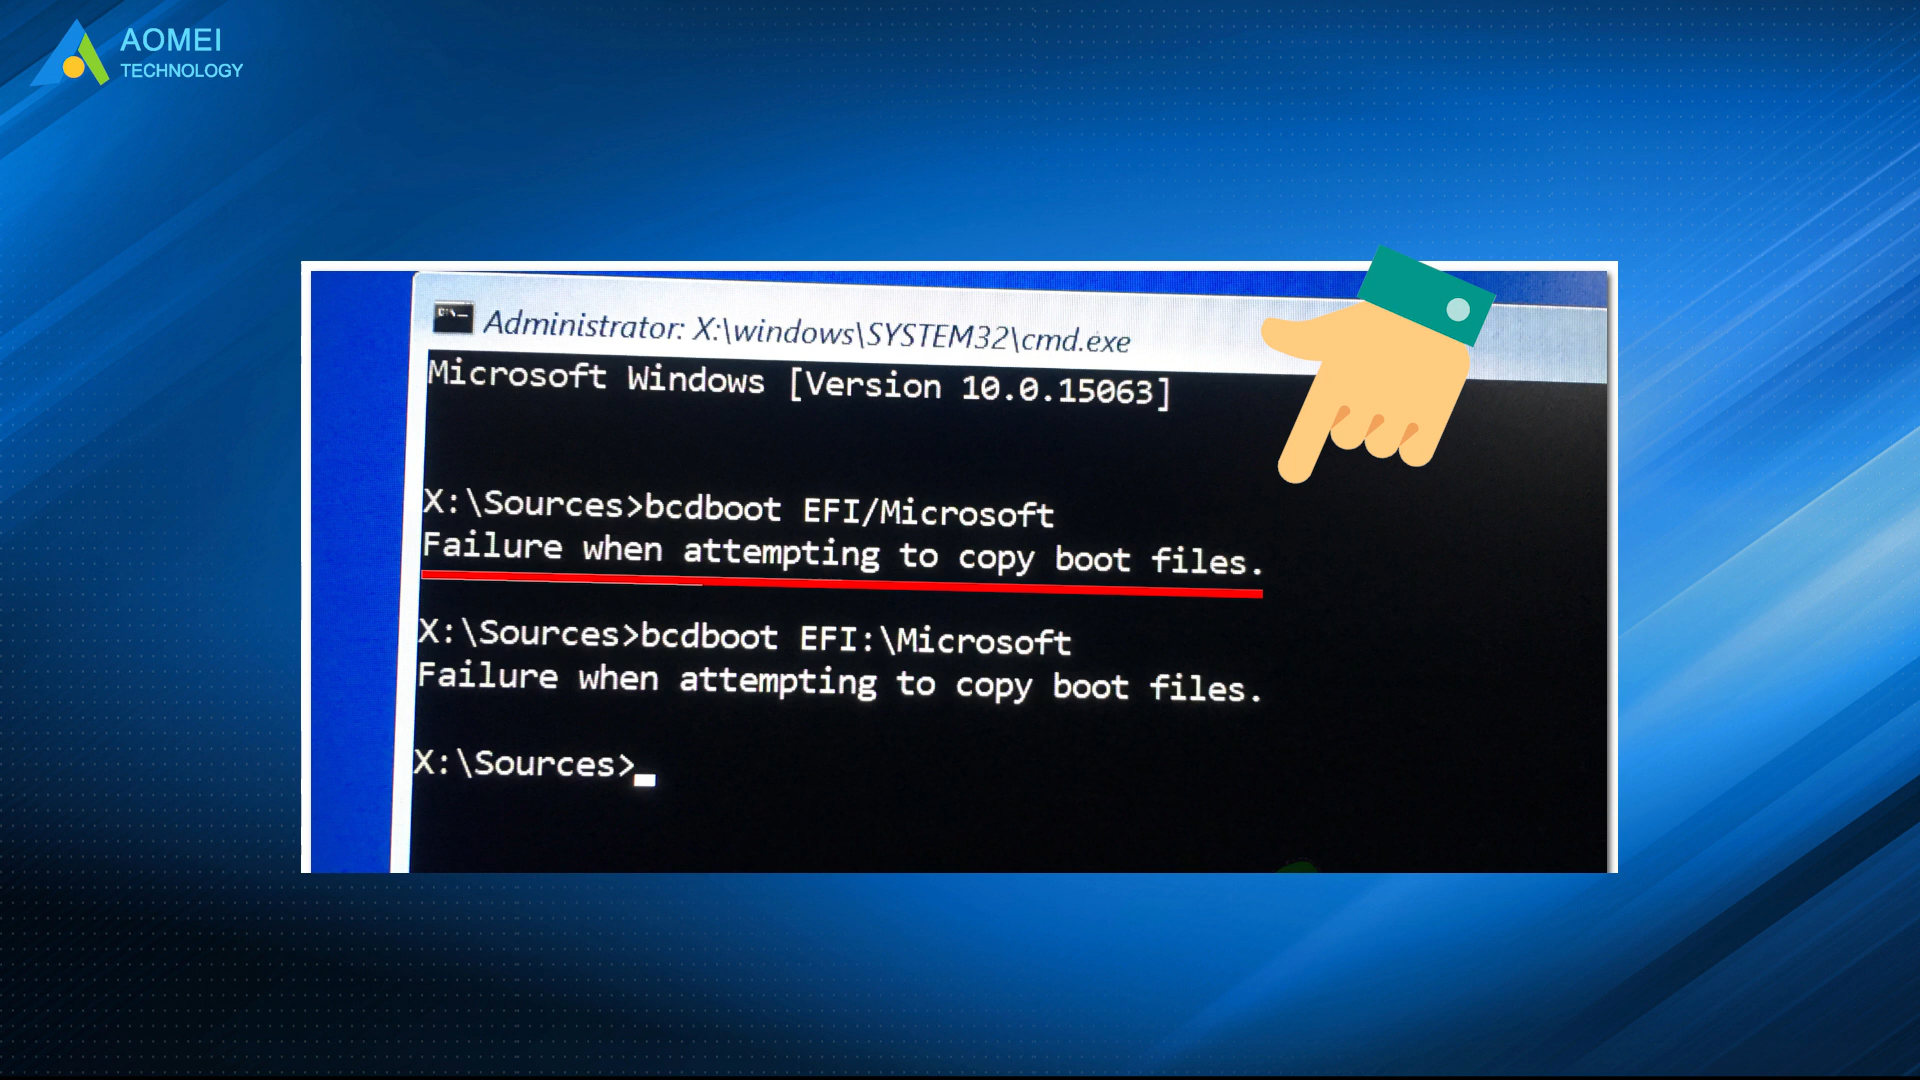 AOMEI
TECHNOLOGY
Administrator: X:\windows\SYSTEM32\cmd.exe
Microsoft Windows [Version 10.0.15063]
X:\Sources>bcdboot EFI/Microsoft
Failure when attempting to copy boot files.
X:\Sources>bcdboot EFI:\Microsoft
Failure when attempting to copy boot files.
X:\Sources>